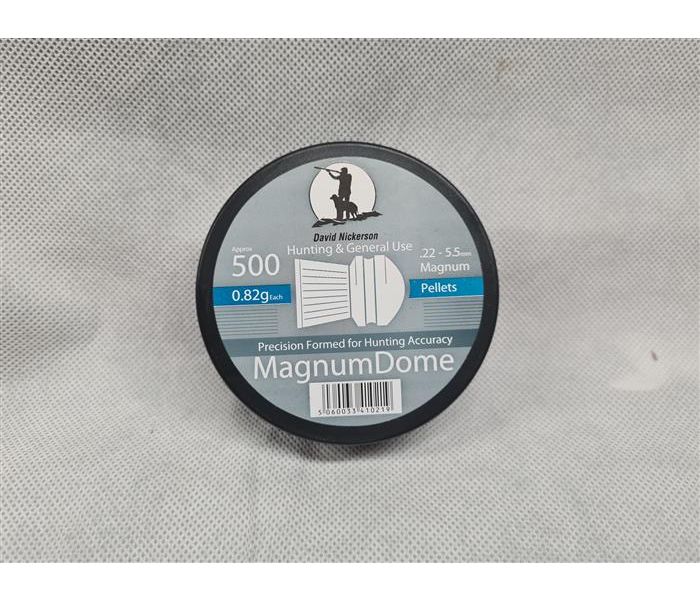 David Nickerson
Hunting & General Use
Approx
500
0.82g Each
.22 - 5.5mm
Magnum
Pellets
Precision Formed for Hunting Accuracy
MagnumDome
5 060033 410219